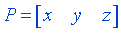 P = [x y z]